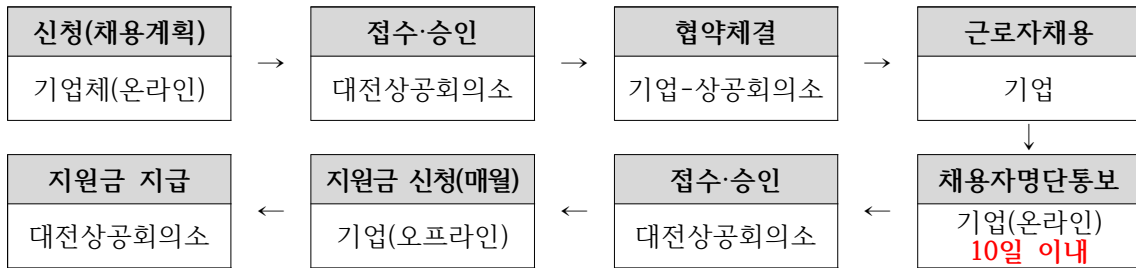 신청(채용계획)
기업체(온라인)
→
접수·승인
대전상공회의소
→
협약체결
기업-상공회의소
→
근로자채용
기업
↓
채용자명단통보
기업(온라인)
10일 이내
←
접수·승인
대전상공회의소
←
지원금 신청(매월)
기업(오프라인)
←
지원금 지급
대전상공회의소